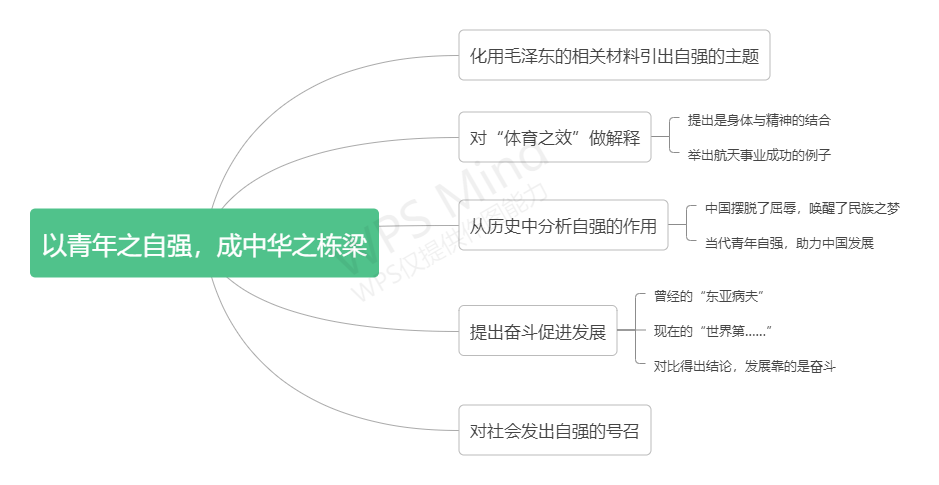 化用毛泽东的相关材料引出自强的主题
对“体育之效”做解释
提出是身体与精神的结合
举出航天事业成功的例子
以青年之自强，成中华之栋梁
从历史中分析自强的作用
中国摆脱了屈辱，唤醒了民族之梦
当代青年自强，助力中国发展
提出奋斗促进发展
曾经的“东亚病夫”
现在的“世界第......”
对比得出结论，发展靠的是奋斗
对社会发出自强的号召
WPS Mind
WPS仅提供作图能力